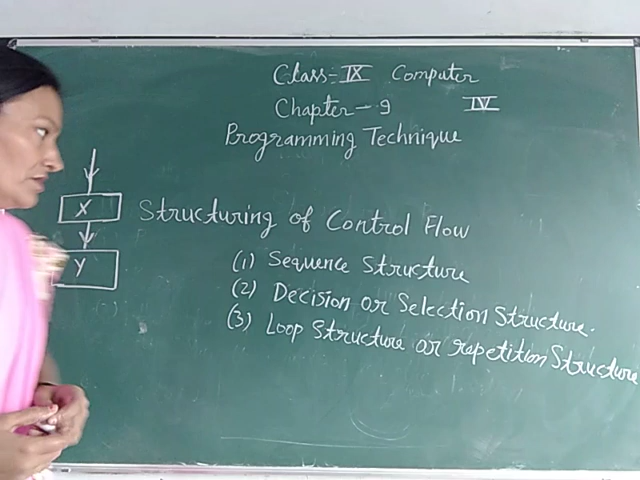 Class-IX Computer
Chapter-9 IV
Programming Technique
X
Structuring of Control Flow
Y
(1) Sequence Structure
(2) Decision or Selection Structure.
(3) Loop Structure or repetition Structure